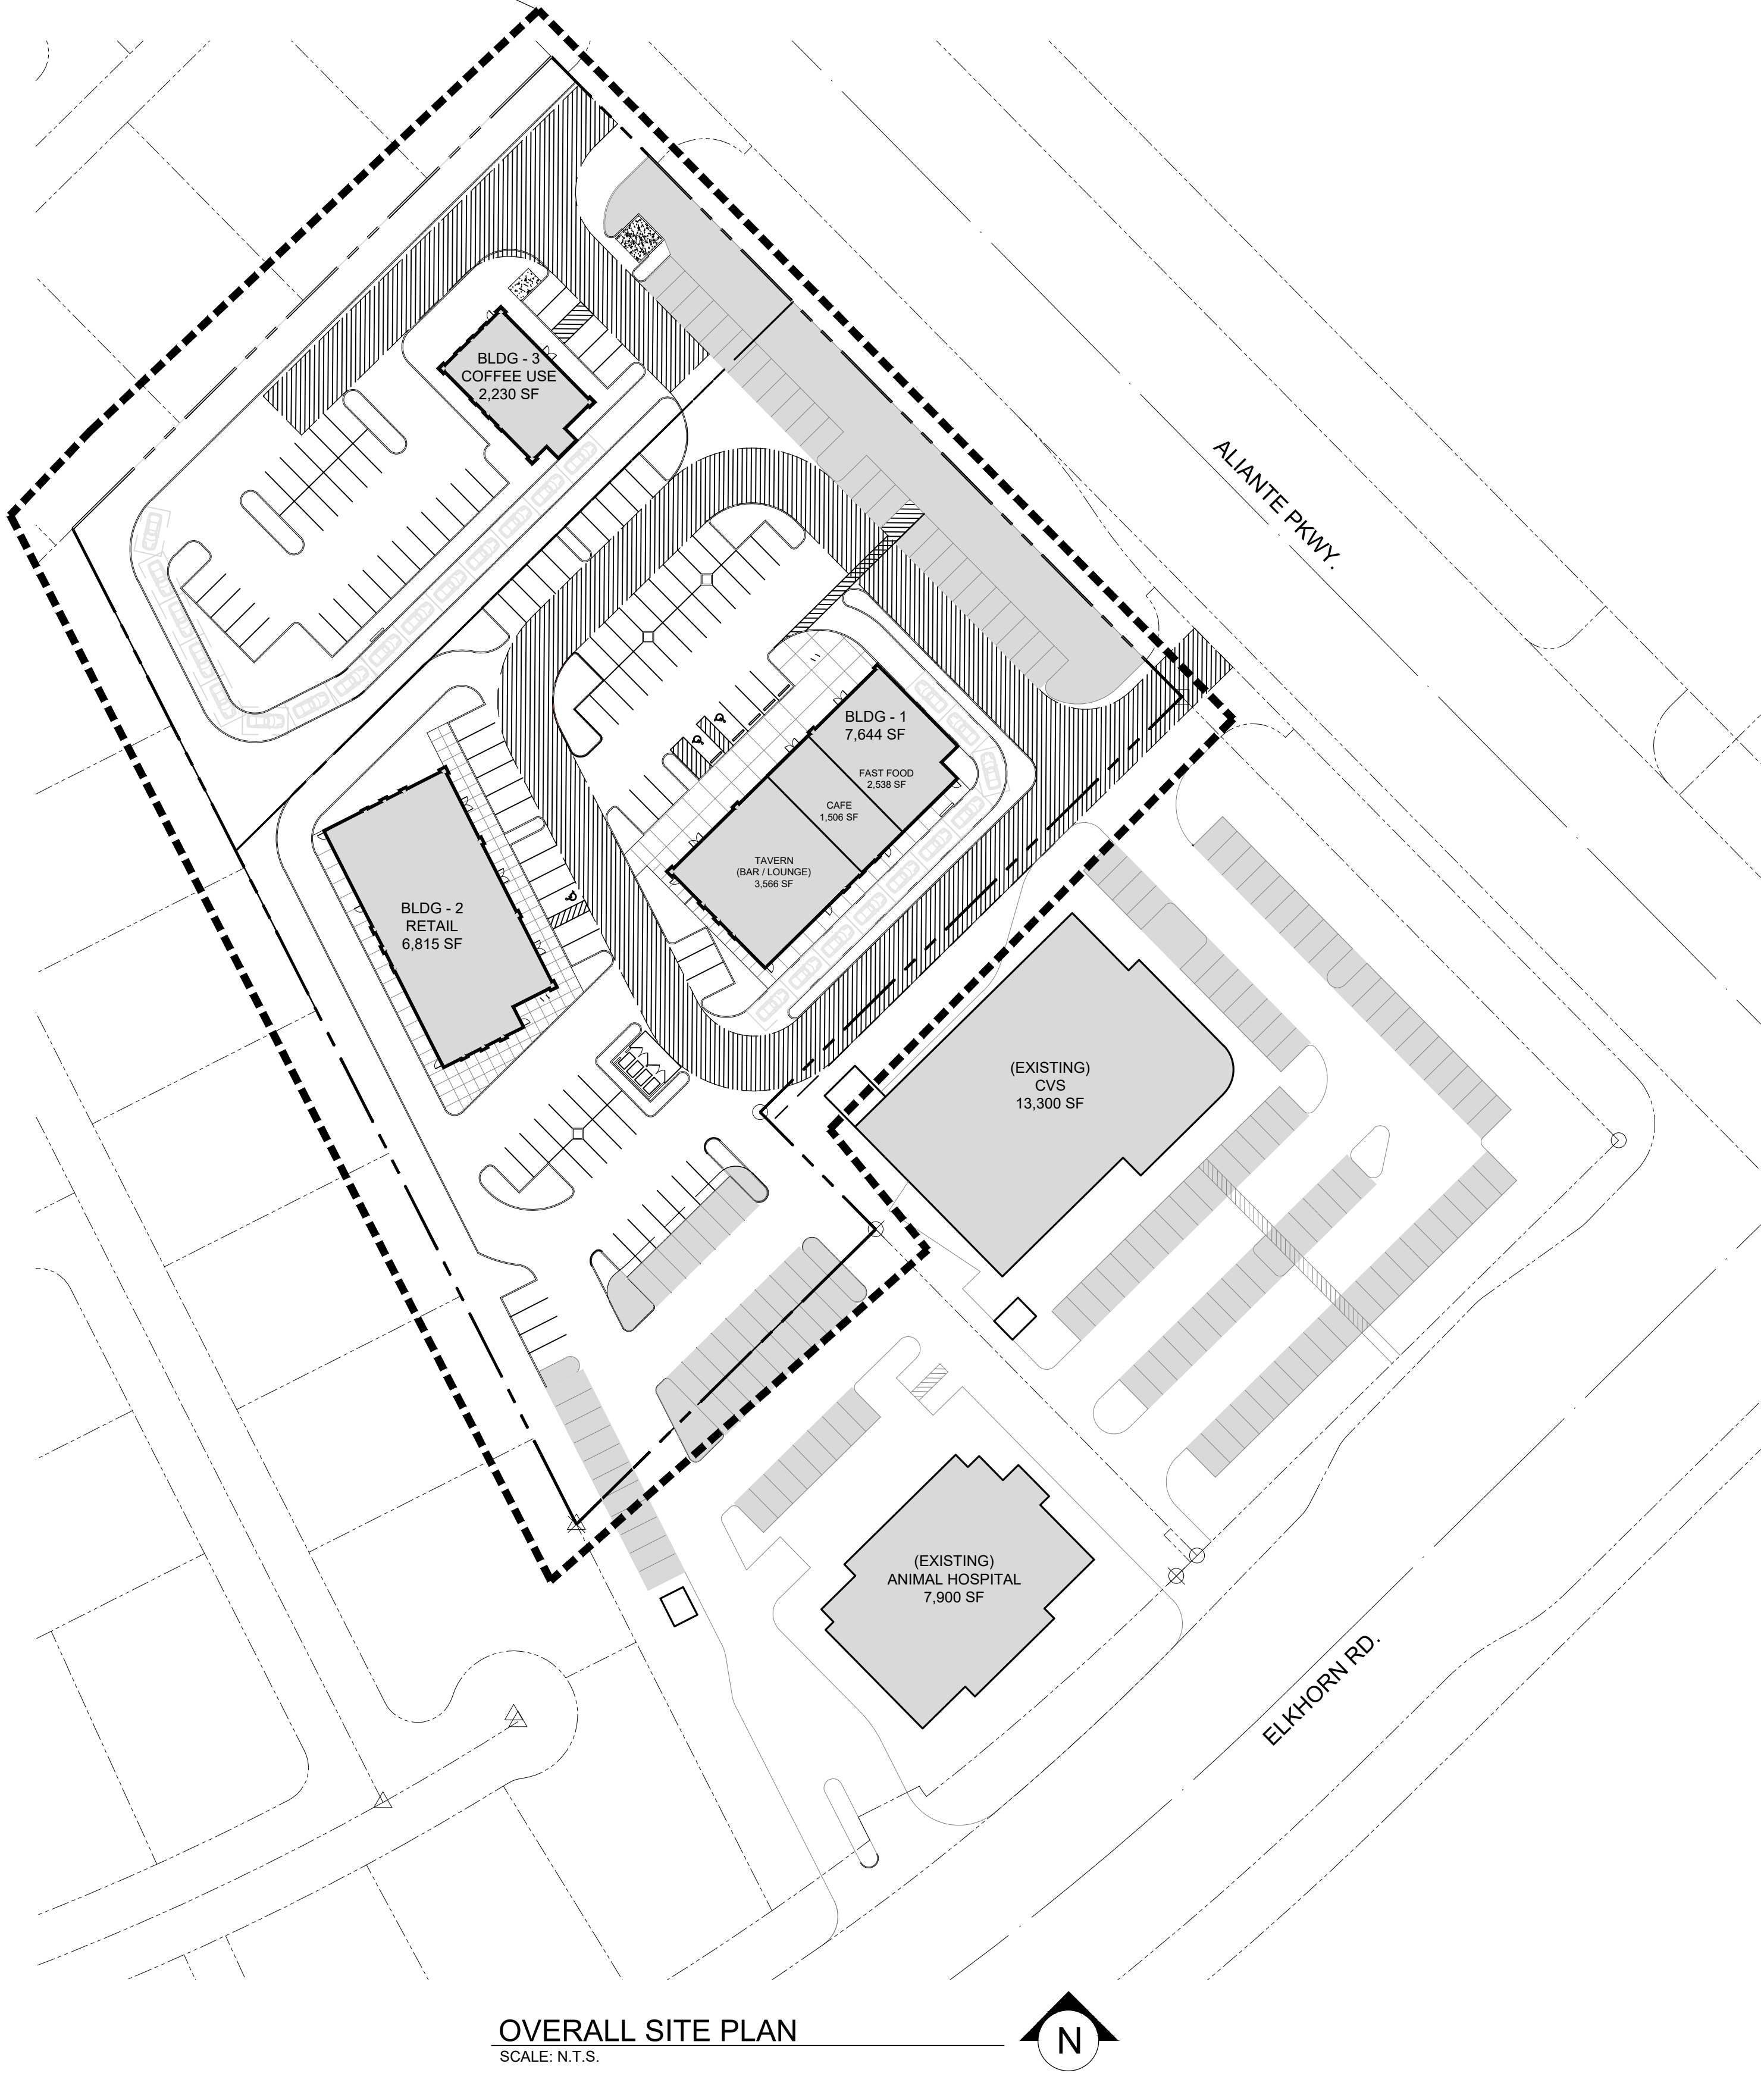 BLDG - 3
COFFEE USE
2,230 SF
ALIANTE PKWY.
BLDG - 1
7,644 SF
FAST FOOD
2,538 SF
CAFE
1,506 SF
TAVERN
(BAR / LOUNGE)
3,566 SF
BLDG - 2
RETAIL
6,815 SF
(EXISTING)
CVS
13,300 SF
(EXISTING)
ANIMAL HOSPITAL
7,900 SF
ELKHORN RD.
OVERALL SITE PLAN
SCALE: N.T.S.
N